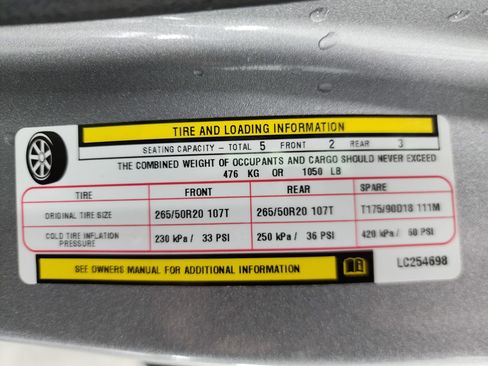 TIRE AND LOADING INFORMATION
SEATING CAPACITY - TOTAL 5 FRONT 2 REAR 3
THE COMBINED WEIGHT OF OCCUPANTS AND CARGO SHOULD NEVER EXCEED
476 KG OR 1050 LB
TIRE FRONT REAR SPARE
ORIGINAL TIRE SIZE 265/50R20 107T 265/50R20 107T T175/90D18 111M
COLD TIRE INFLATION PRESSURE 230 kPa / 33 PSI 250 kPa / 36 PSI 420 kPa / 60 PSI
SEE OWNERS MANUAL FOR ADDITIONAL INFORMATION LC254698